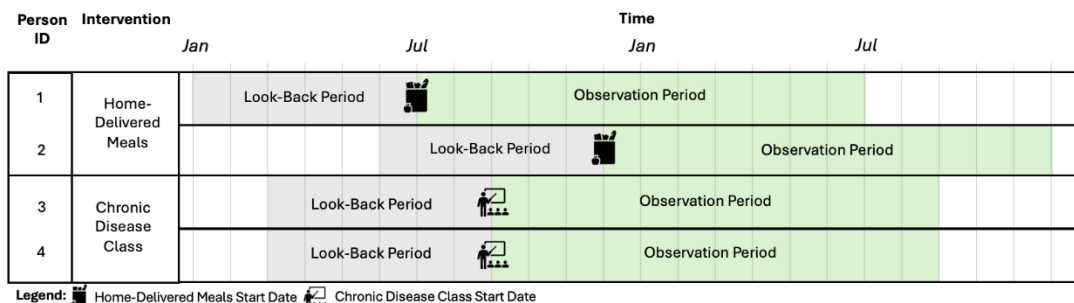 Person ID
Intervention
Time
Jan
Jul
Jan
Jul
1
Home-Delivered Meals
Look-Back Period
Observation Period
2
Look-Back Period
Observation Period
3
Chronic Disease Class
Look-Back Period
Observation Period
4
Look-Back Period
Observation Period
Legend: Home-Delivered Meals Start Date Chronic Disease Class Start Date